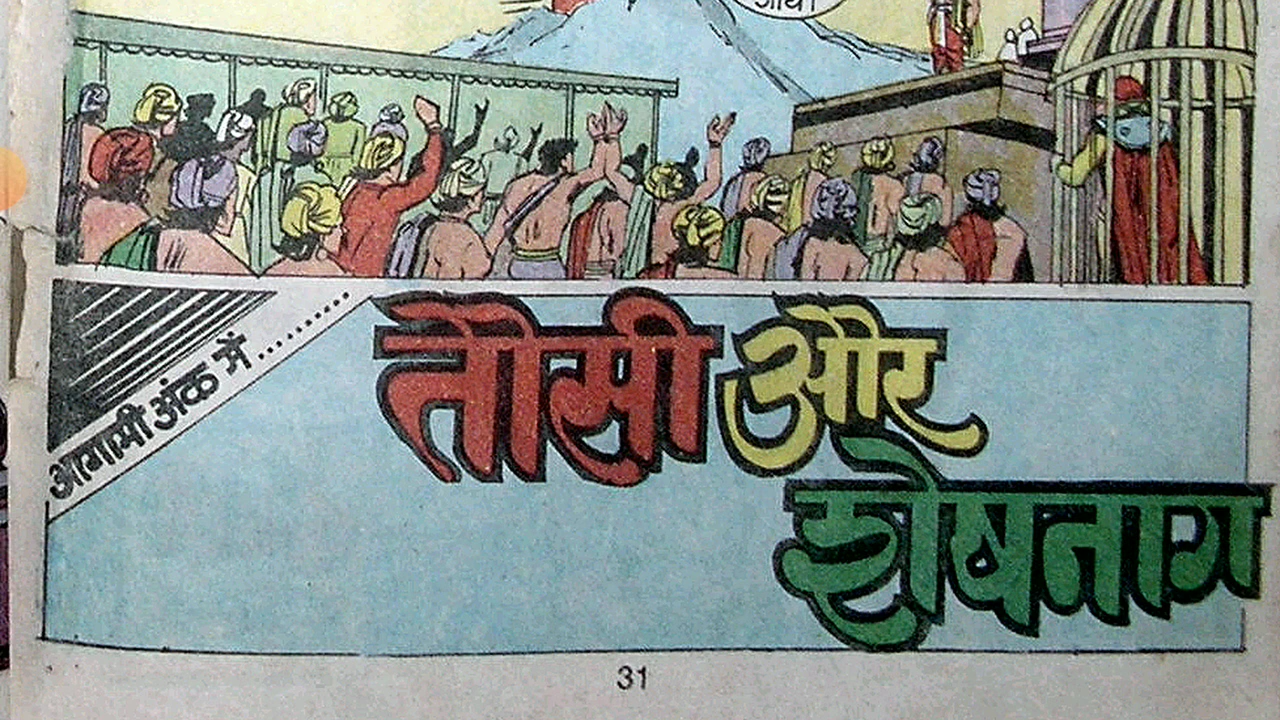 जाये।
आगामी अंक में.........
तौसी और
शेषनाग
31